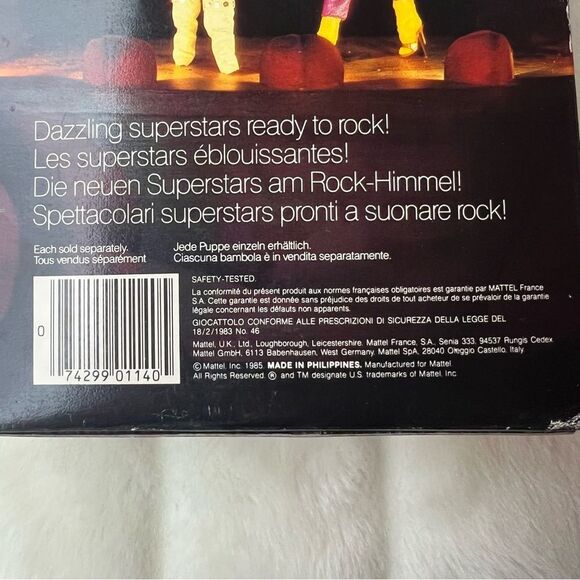 Dazzling superstars ready to rock!
Les superstars éblouissantes!
Die neuen Superstars am Rock-Himmel!
Spettacolari superstars pronti a suonare rock!
Each sold separately. Jede Puppe einzeln erhältlich.
Tous vendus séparément Ciascuna bambola è in vendita separatamente.
SAFETY-TESTED.
La conformité du présent produit aux normes françaises obligatoires est garantie par MATTEL France
S.A. Cette garantie est donnée sans préjudice des droits de tout acheteur de se prévaloir de la garantie
légale concernant les défauts non apparents.
GIOCATTOLO CONFORME ALLE PRESCRIZIONI DI SICUREZZA DELLA LEGGE DEL
18/2/1983 No. 46
Mattel, U.K., Ltd., Loughborough, Leicestershire. Mattel France, S.A., Senia 333, 94537 Rungis Cedex.
Mattel GmbH, 6113 Babenhausen, West Germany. Mattel SpA, 28040 Oleggio Castello, Italy.
© Mattel, Inc. 1985. MADE IN PHILIPPINES. Manufactured for Mattel.
All Rights Reserved. ® and TM designate U.S. trademarks of Mattel, Inc.
0 74299 01140